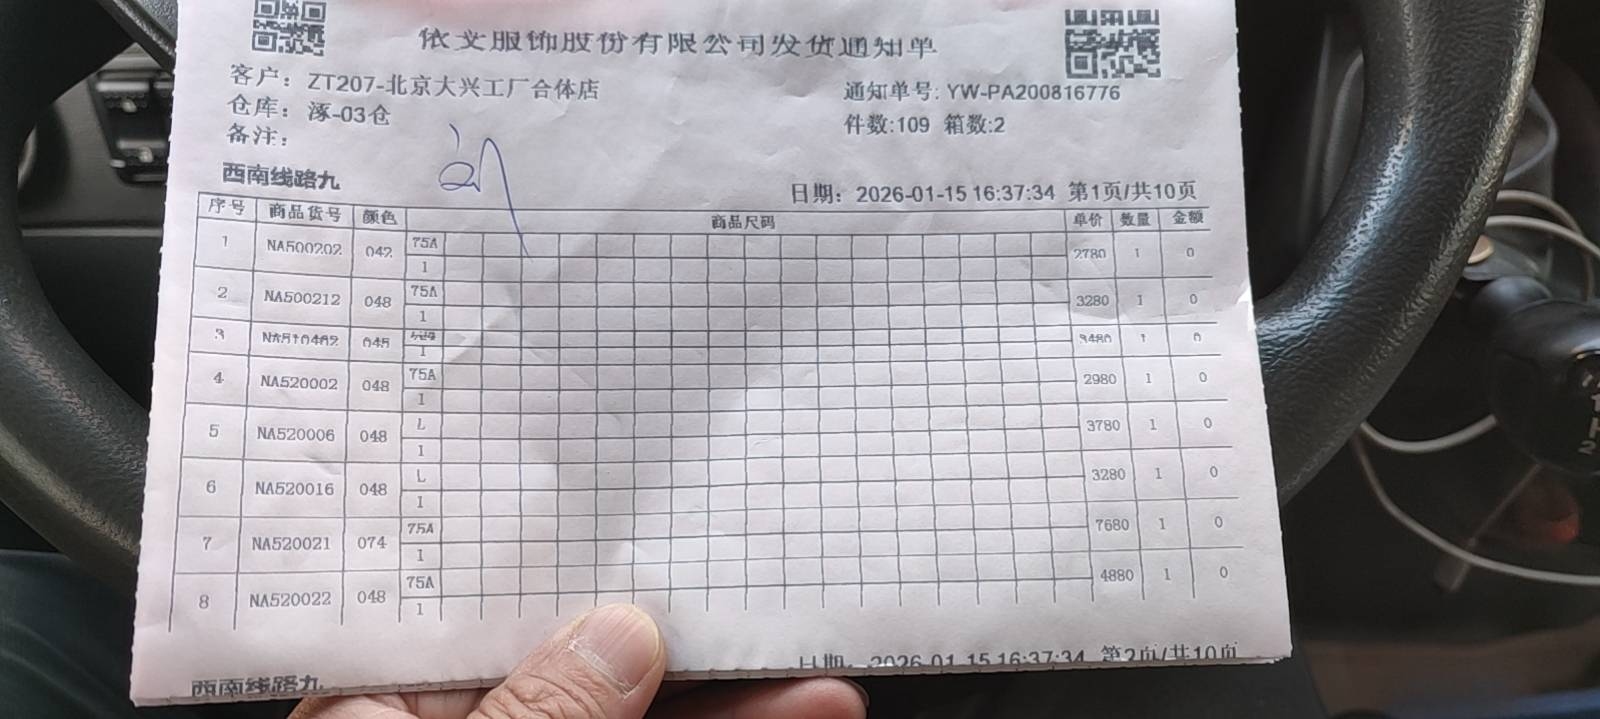 依文服饰股份有限公司发货通知单
客户: ZT207-北京大兴工厂合体店
通知单号: YW-PA200816776
仓库: 涿-03仓
件数:109 箱数:2
备注:
西南线路九
日期: 2026-01-15 16:37:34 第1页/共10页
序号 商品货号 颜色 商品尺码 单价 数量 金额
1 NA500202 042 75A 2780 1 0
1
2 NA500212 048 75A 3280 1 0
1
3 045 3480 1 0
1
4 NA520002 048 75A 2980 1 0
1
5 NA520006 048 L 3780 1 0
1
6 NA520016 048 L 3280 1 0
1
7 NA520021 074 75A 7680 1 0
1
8 NA520022 048 75A 4880 1 0
1
日期: 2026-01-15 16:37:34 第2页/共10页
西南线路九